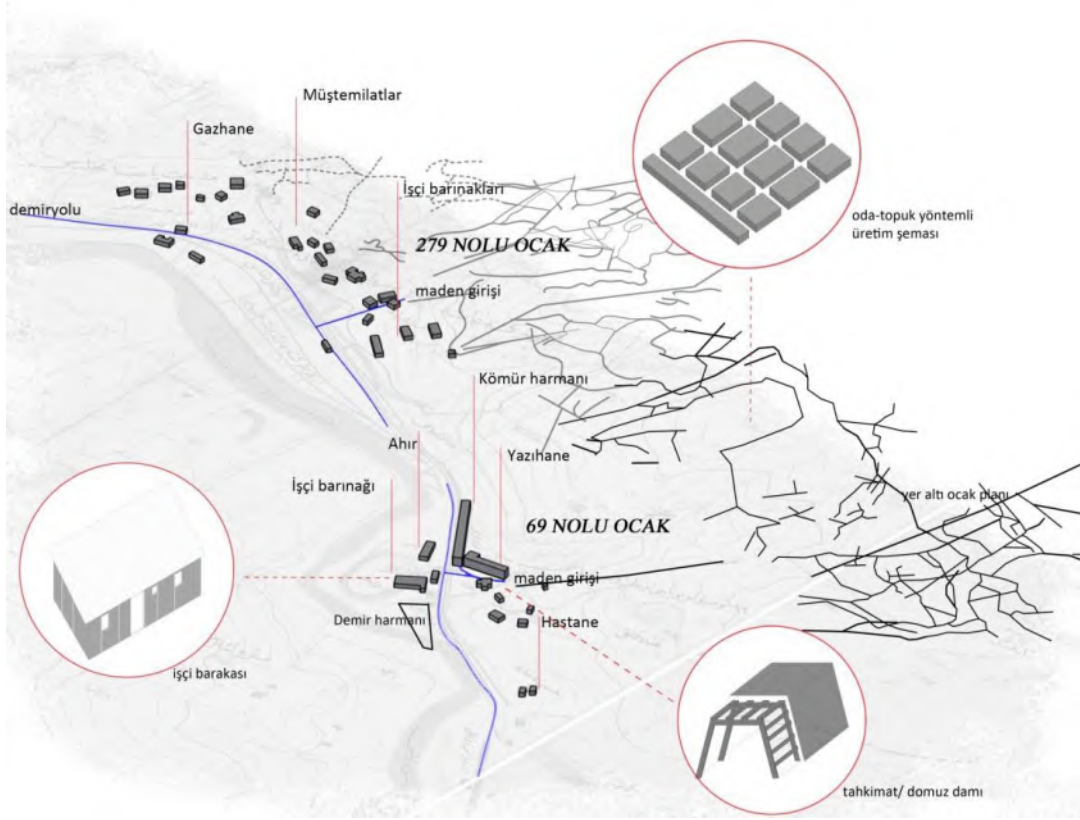 Müştemilatlar
Gazhane
İşçi barınakları
demiryolu
oda-topuk yöntemli
üretim şeması
279 NOLU OCAK
maden girişi
Kömür harmanı
Ahır
Yazıhane
İşçi barınağı
yer altı ocak planı
69 NOLU OCAK
maden girişi
Demir harmanı
Hastane
işçi barakası
tahkimat/ domuz damı